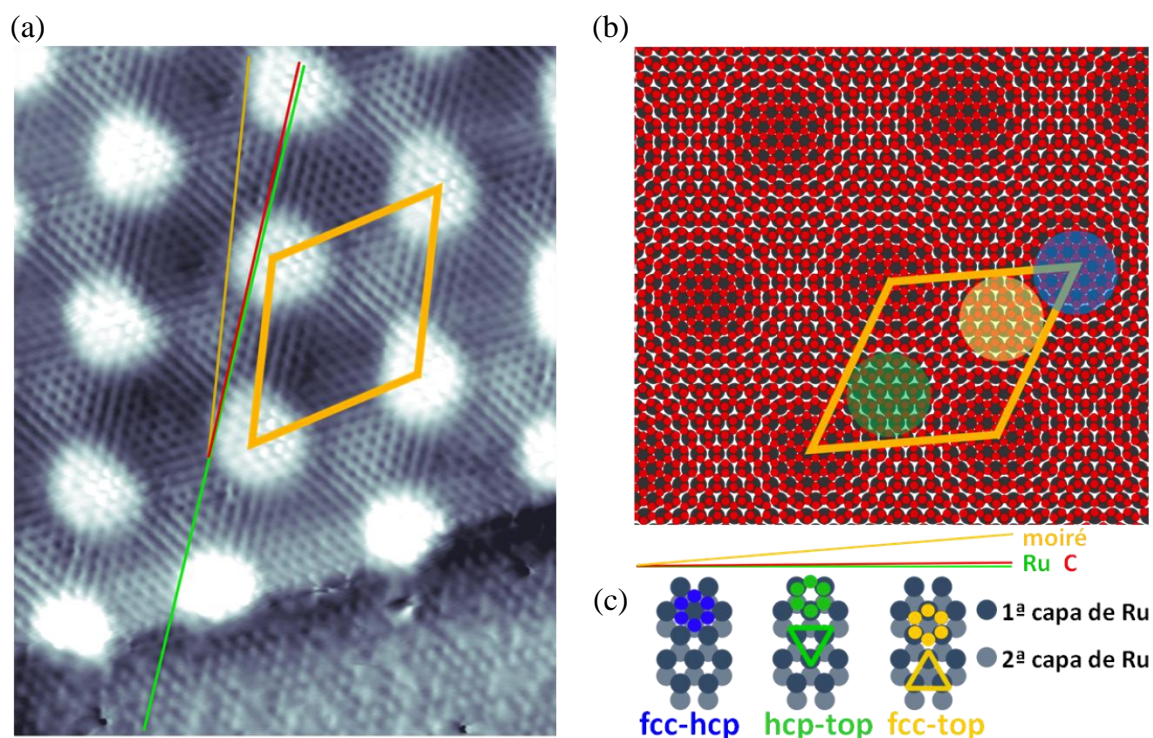 (a)
(b)
moiré
Ru C
(c)
1ª capa de Ru
2ª capa de Ru
fcc-hcp hcp-top fcc-top